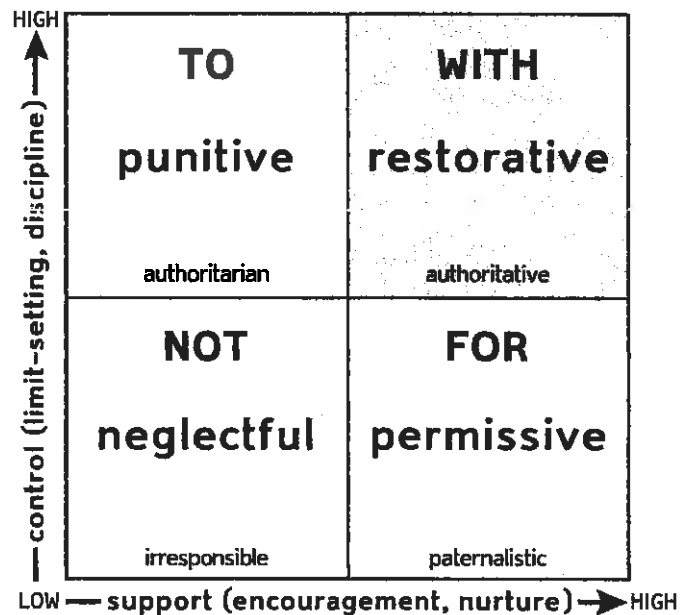 HIGH
TO
WITH
punitive
restorative
authoritarian
authoritative
NOT
FOR
neglectful
permissive
irresponsible
paternalistic
control (limit-setting, discipline)
LOW
support (encouragement, nurture)
HIGH